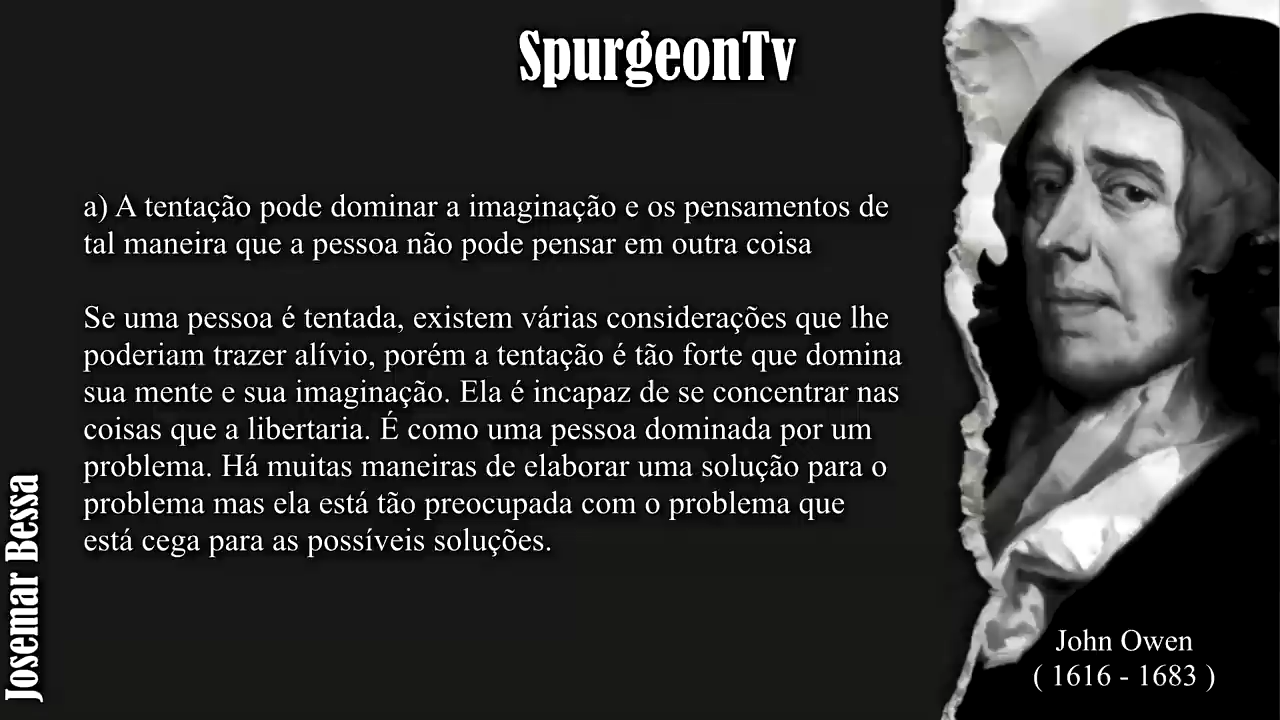 SpurgeonTv
a) A tentação pode dominar a imaginação e os pensamentos de
tal maneira que a pessoa não pode pensar em outra coisa
Se uma pessoa é tentada, existem várias considerações que lhe
poderiam trazer alívio, porém a tentação é tão forte que domina
sua mente e sua imaginação. Ela é incapaz de se concentrar nas
coisas que a libertaria. É como uma pessoa dominada por um
problema. Há muitas maneiras de elaborar uma solução para o
problema mas ela está tão preocupada com o problema que
está cega para as possíveis soluções.
Josemar Bessa
John Owen
( 1616 - 1683 )